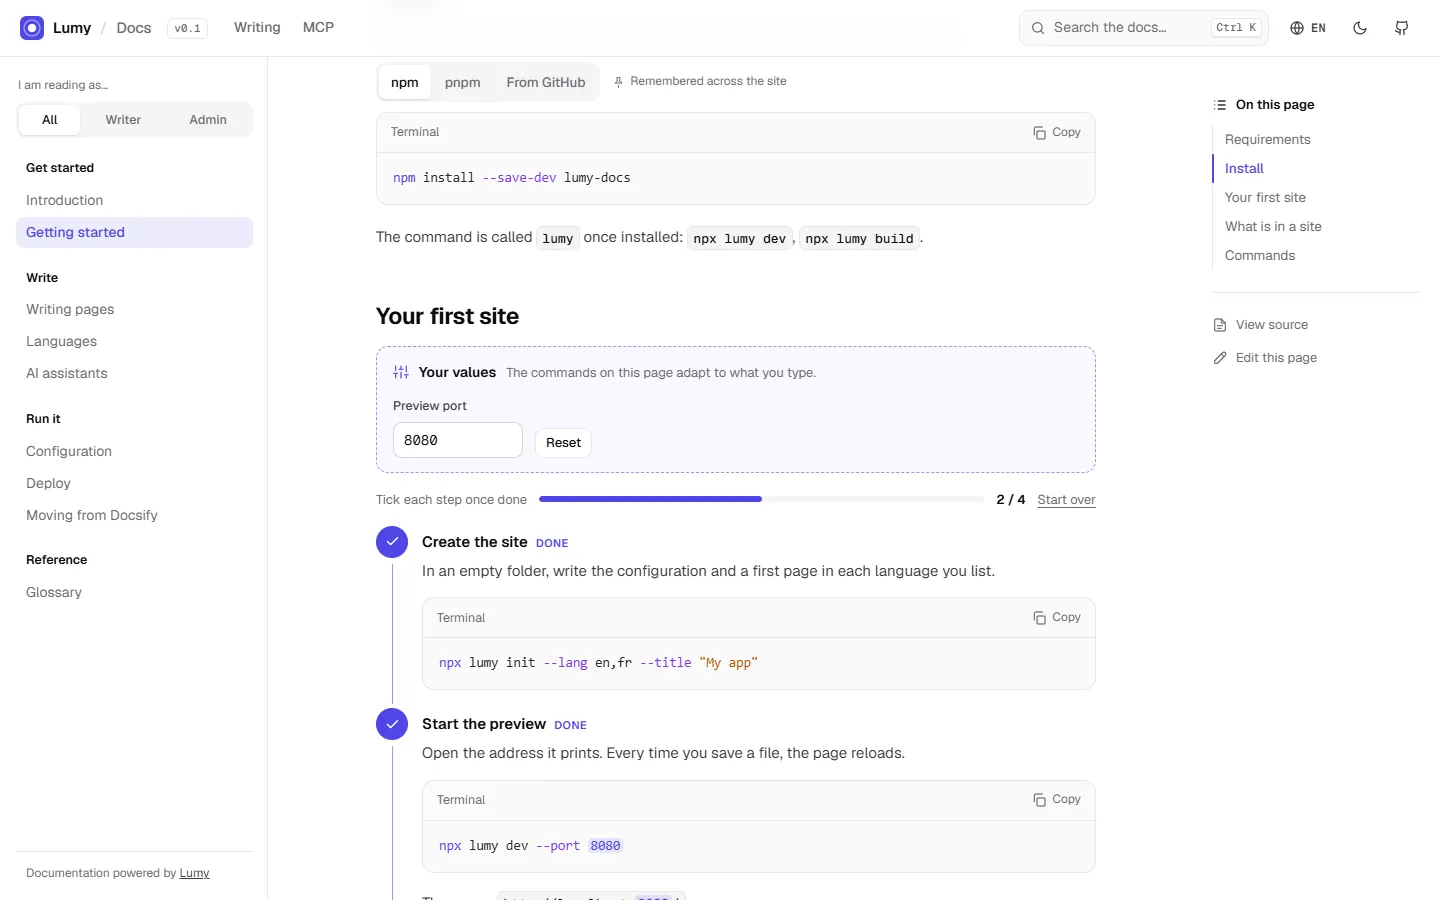 Lumy / Docs v0.1 Writing MCP Search the docs... Ctrl K EN
I am reading as...
All Writer Admin
Get started
Introduction
Getting started
Write
Writing pages
Languages
AI assistants
Run it
Configuration
Deploy
Moving from Docsify
Reference
Glossary
Documentation powered by Lumy
npm pnpm From GitHub Remembered across the site
Terminal Copy
npm install --save-dev lumy-docs
The command is called lumy once installed: npx lumy dev, npx lumy build.
Your first site
Your values The commands on this page adapt to what you type.
Preview port
8080 Reset
Tick each step once done 2 / 4 Start over
Create the site DONE
In an empty folder, write the configuration and a first page in each language you list.
Terminal Copy
npx lumy init --lang en,fr --title "My app"
Start the preview DONE
Open the address it prints. Every time you save a file, the page reloads.
Terminal Copy
npx lumy dev --port 8080
On this page
Requirements
Install
Your first site
What is in a site
Commands
View source
Edit this page